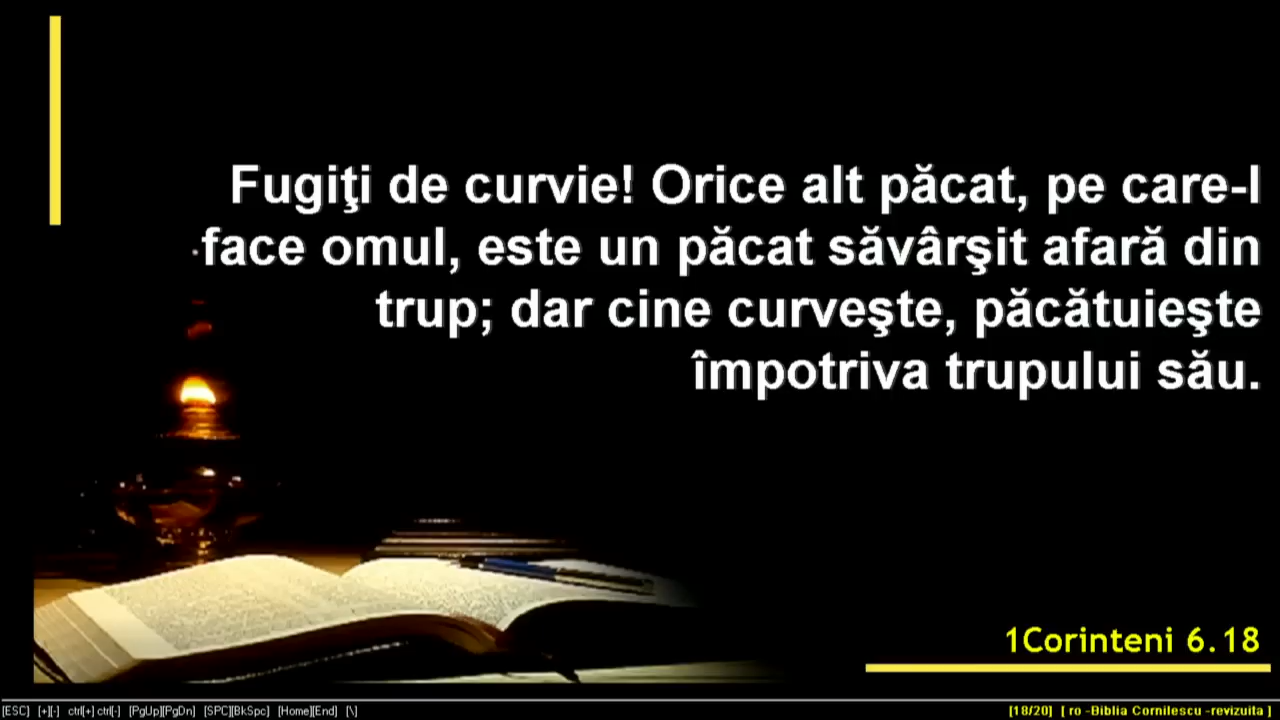 Fugiţi de curvie! Orice alt păcat, pe care-l
face omul, este un păcat săvârşit afară din
trup; dar cine curveşte, păcătuieşte
împotriva trupului său.
1Corinteni 6.18
[ESC] [+][-] ctrl[+] ctrl[-] [PgUp][PgDn] [SPC][BkSpc] [Home][End] [\] [18/20] [ ro -Biblia Cornilescu -revizuita ]